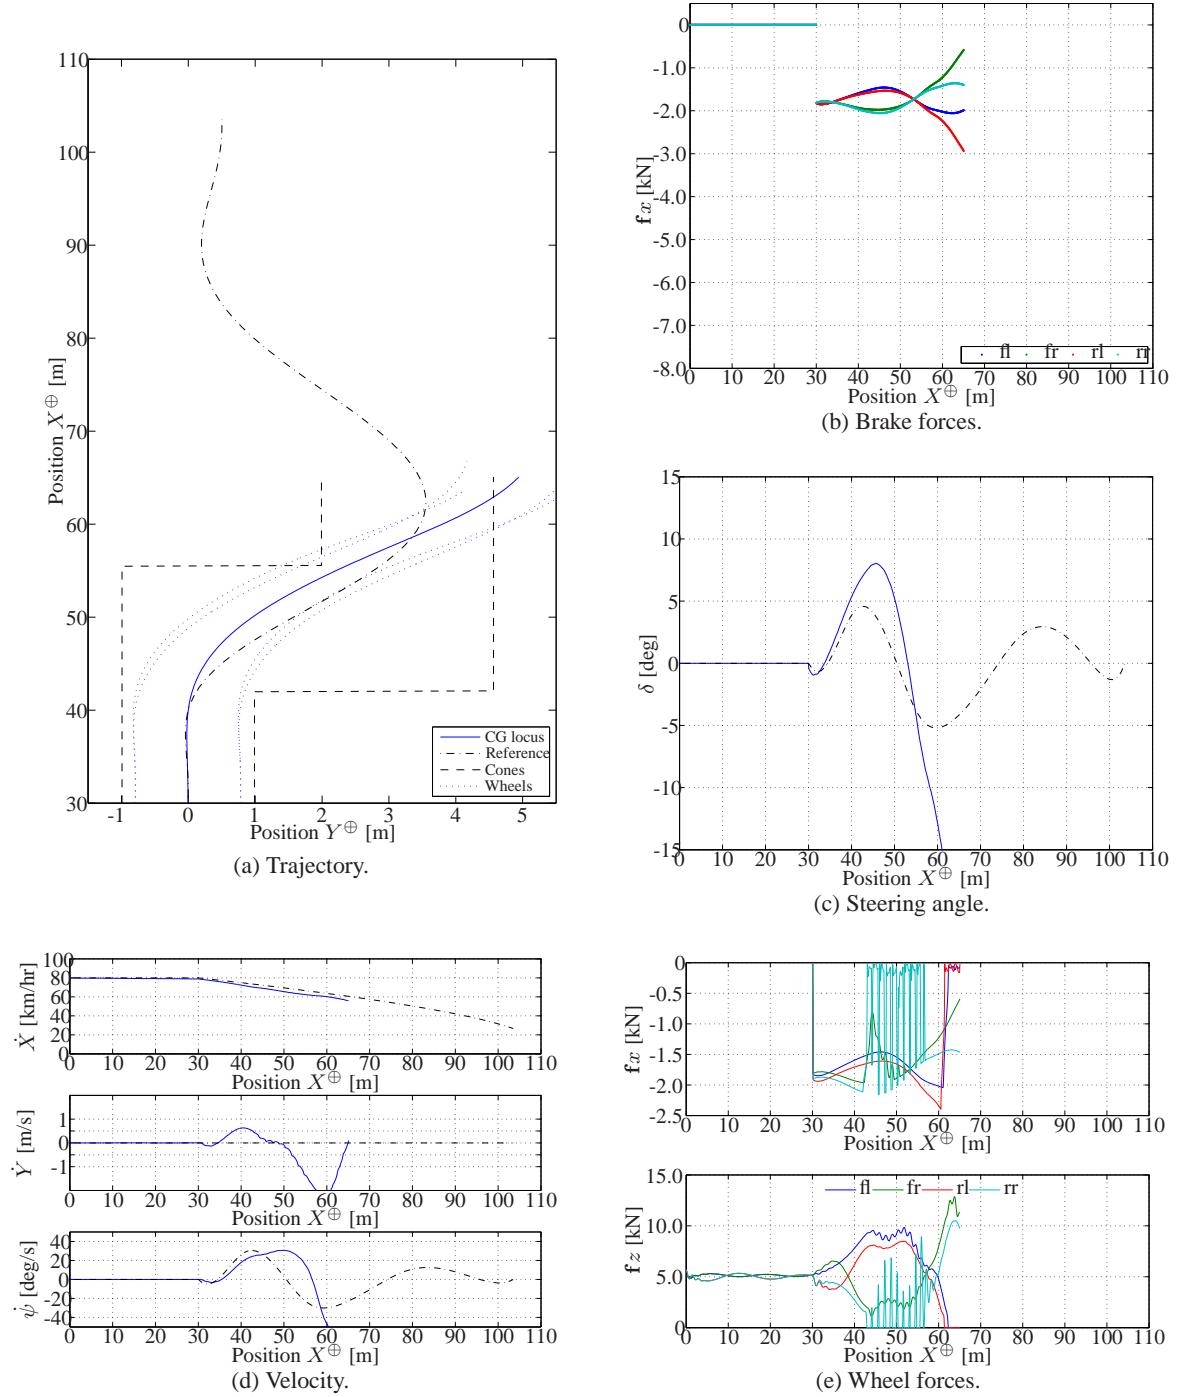 110
100
90
80
70
60
50
40
30
Position X⊕ [m]
-1
0
1
2
3
4
5
Position Y⊕ [m]
CG locus
Reference
Cones
Wheels
(a) Trajectory.
0
-1.0
-2.0
-3.0
-4.0
-5.0
-6.0
-7.0
-8.0
fx [kN]
fl fr rl rr
0 10 20 30 40 50 60 70 80 90 100 110
Position X⊕ [m]
(b) Brake forces.
15
10
5
0
-5
-10
-15
δ [deg]
0 10 20 30 40 50 60 70 80 90 100 110
Position X⊕ [m]
(c) Steering angle.
100
80
60
40
20
0
Ẋ [km/hr]
0 10 20 30 40 50 60 70 80 90 100 110
Position X⊕ [m]
1
0
-1
Ẏ [m/s]
0 10 20 30 40 50 60 70 80 90 100 110
Position X⊕ [m]
40
20
0
-20
-40
ψ̇ [deg/s]
0 10 20 30 40 50 60 70 80 90 100 110
Position X⊕ [m]
(d) Velocity.
0
-0.5
-1.0
-1.5
-2.0
-2.5
fx [kN]
0 10 20 30 40 50 60 70 80 90 100 110
Position X⊕ [m]
15.0
10.0
5.0
0
fz [kN]
fl fr rl rr
0 10 20 30 40 50 60 70 80 90 100 110
Position X⊕ [m]
(e) Wheel forces.